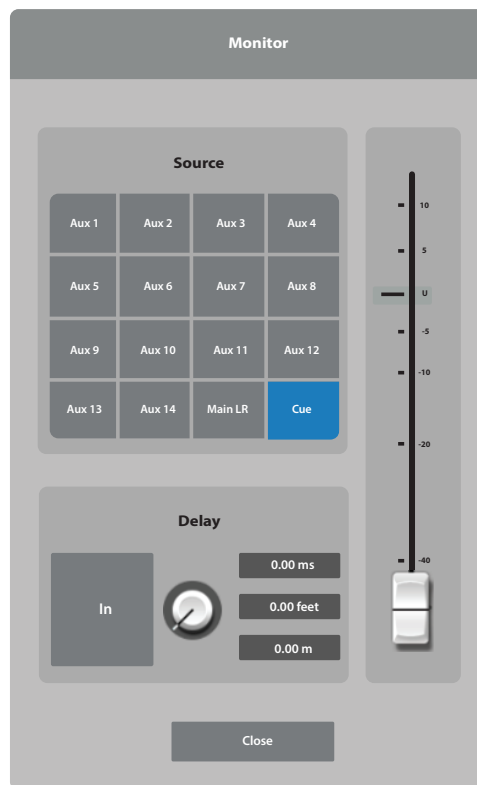 Monitor
Source
Aux 1 Aux 2 Aux 3 Aux 4
Aux 5 Aux 6 Aux 7 Aux 8
Aux 9 Aux 10 Aux 11 Aux 12
Aux 13 Aux 14 Main LR Cue
Delay
In
0.00 ms
0.00 feet
0.00 m
10
5
U
-5
-10
-20
-40
Close